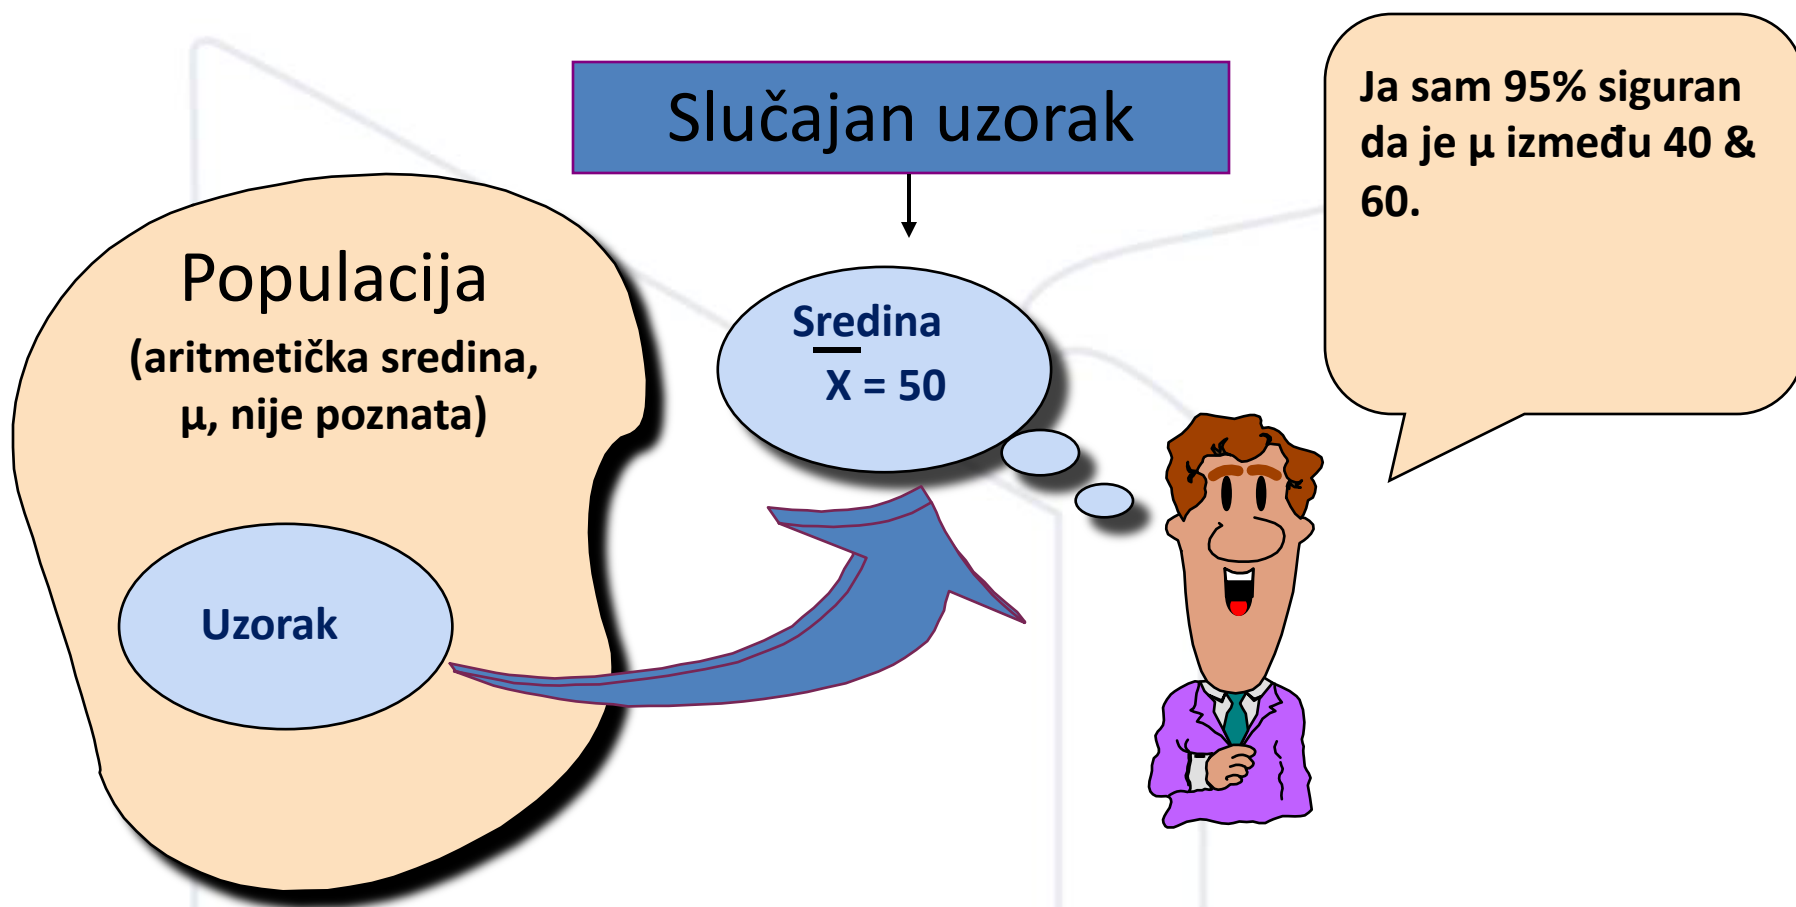 Slučajan uzorak
Ja sam 95% siguran
da je µ između 40 &
60.
Populacija
(aritmetička sredina,
µ, nije poznata)
Sredina
X̅ = 50
Uzorak